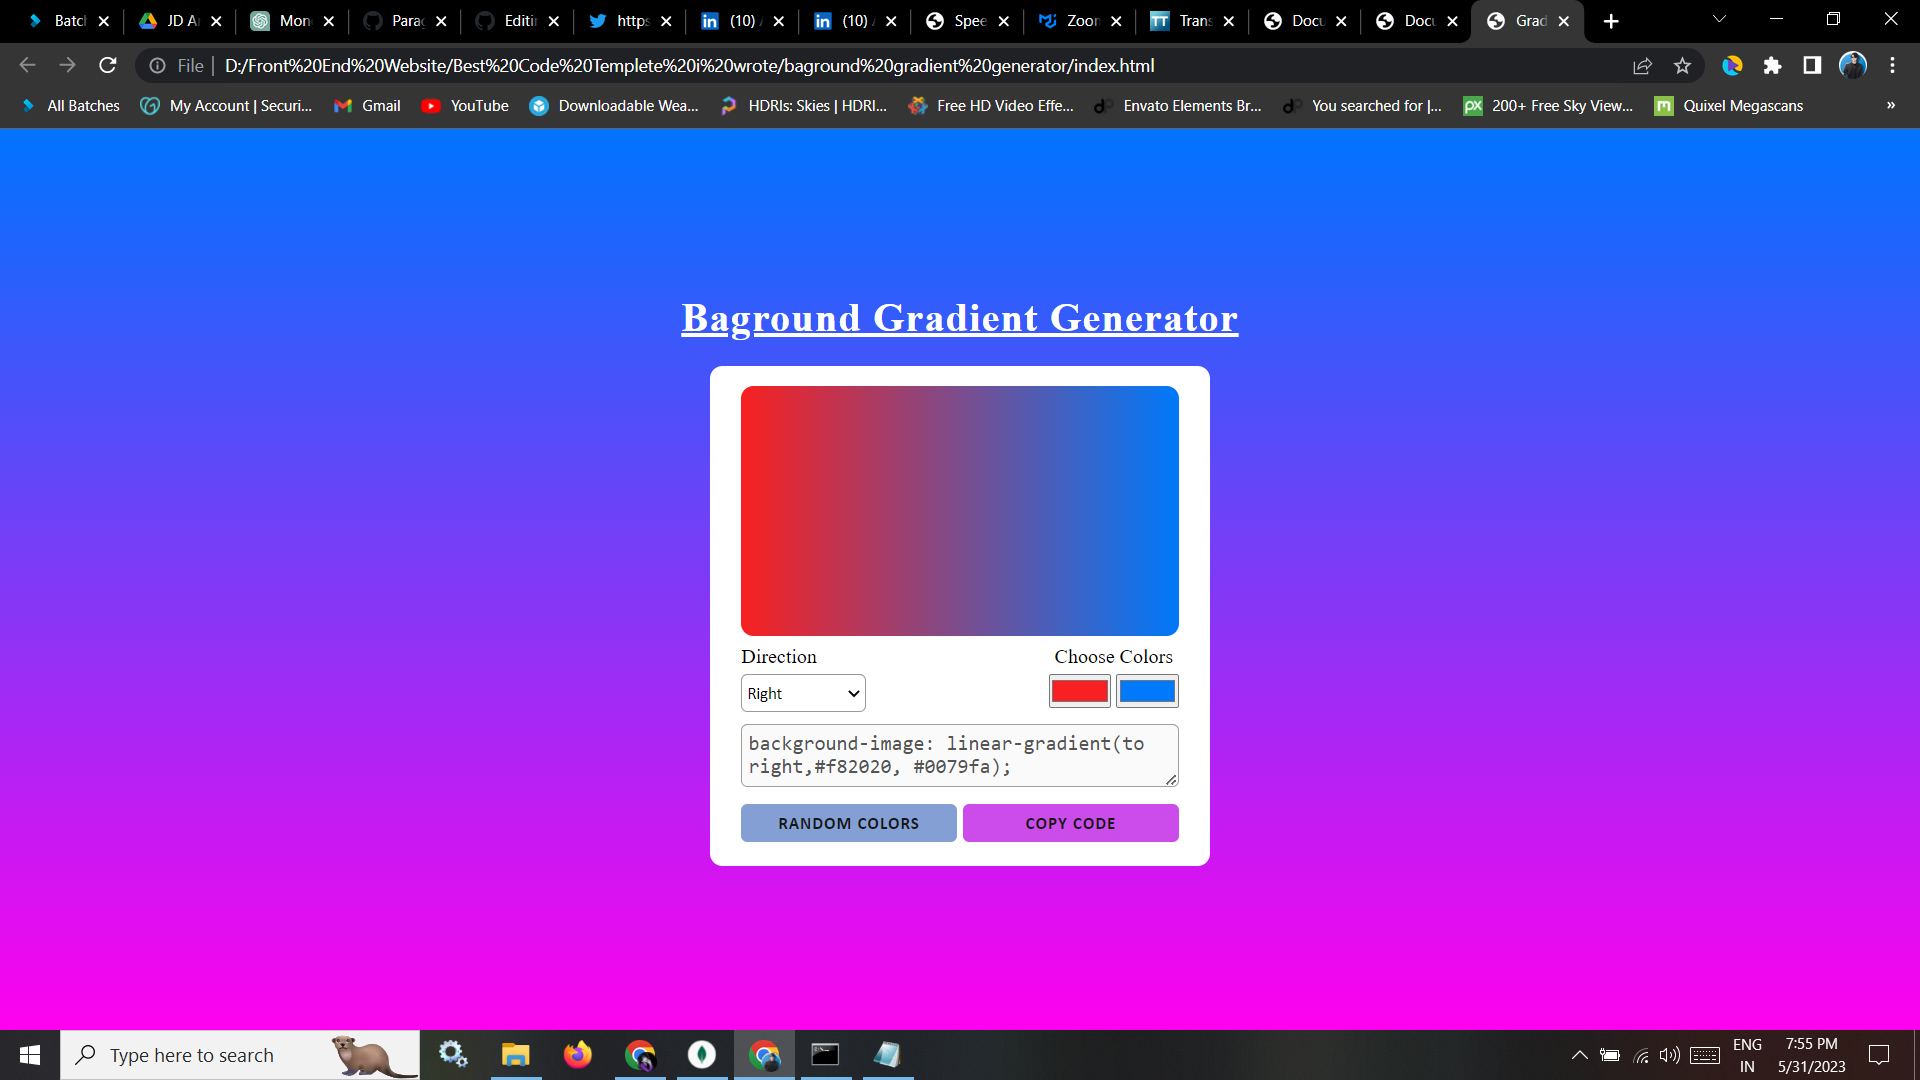 Batch JD A Mon Para Editin https (10) (10) Spee Zoom Trans Docu Docu Grad
File D:/Front%20End%20Website/Best%20Code%20Templete%20i%20wrote/baground%20gradient%20generator/index.html
All Batches My Account | Securi... Gmail YouTube Downloadable Wea... HDRIs: Skies | HDRI... Free HD Video Effe... Envato Elements Br... You searched for |... 200+ Free Sky View... Quixel Megascans »
Baground Gradient Generator
Direction Choose Colors
Right
background-image: linear-gradient(to
right,#f82020, #0079fa);
RANDOM COLORS COPY CODE
Type here to search
ENG 7:55 PM
IN 5/31/2023